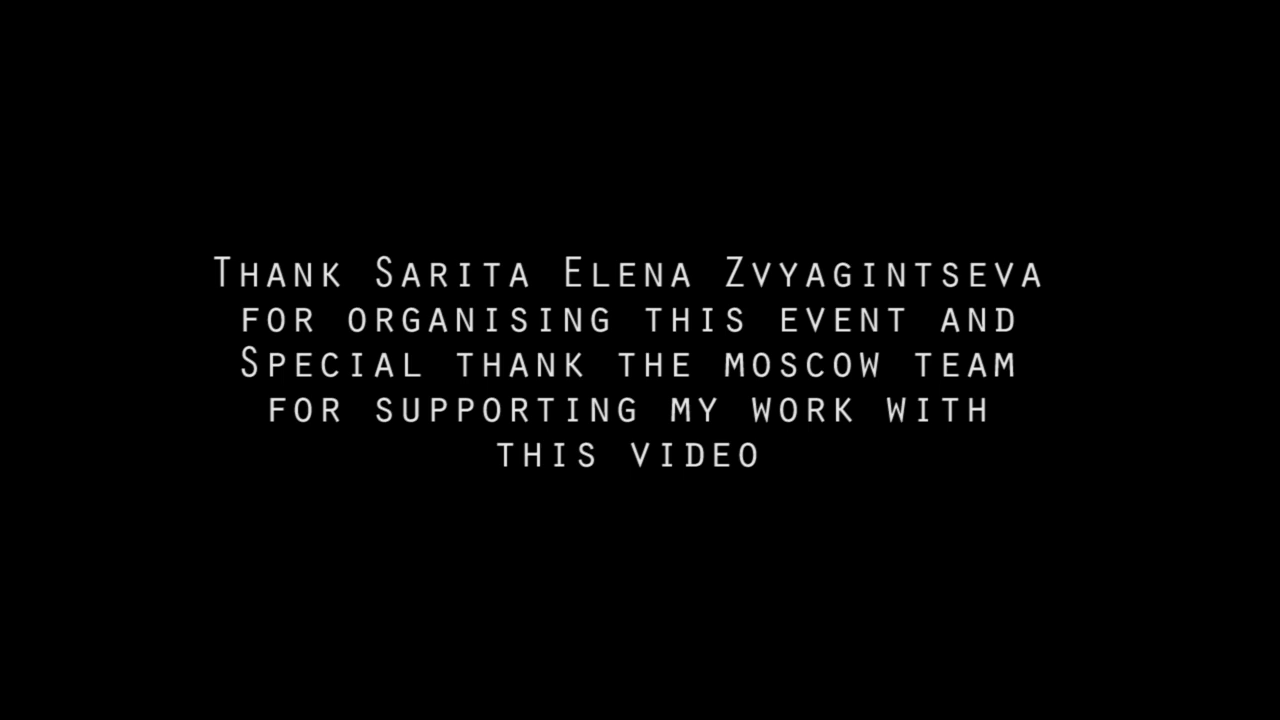 Thank Sarita Elena Zvyagintseva
for organising this event and
Special thank the moscow team
for supporting my work with
this video